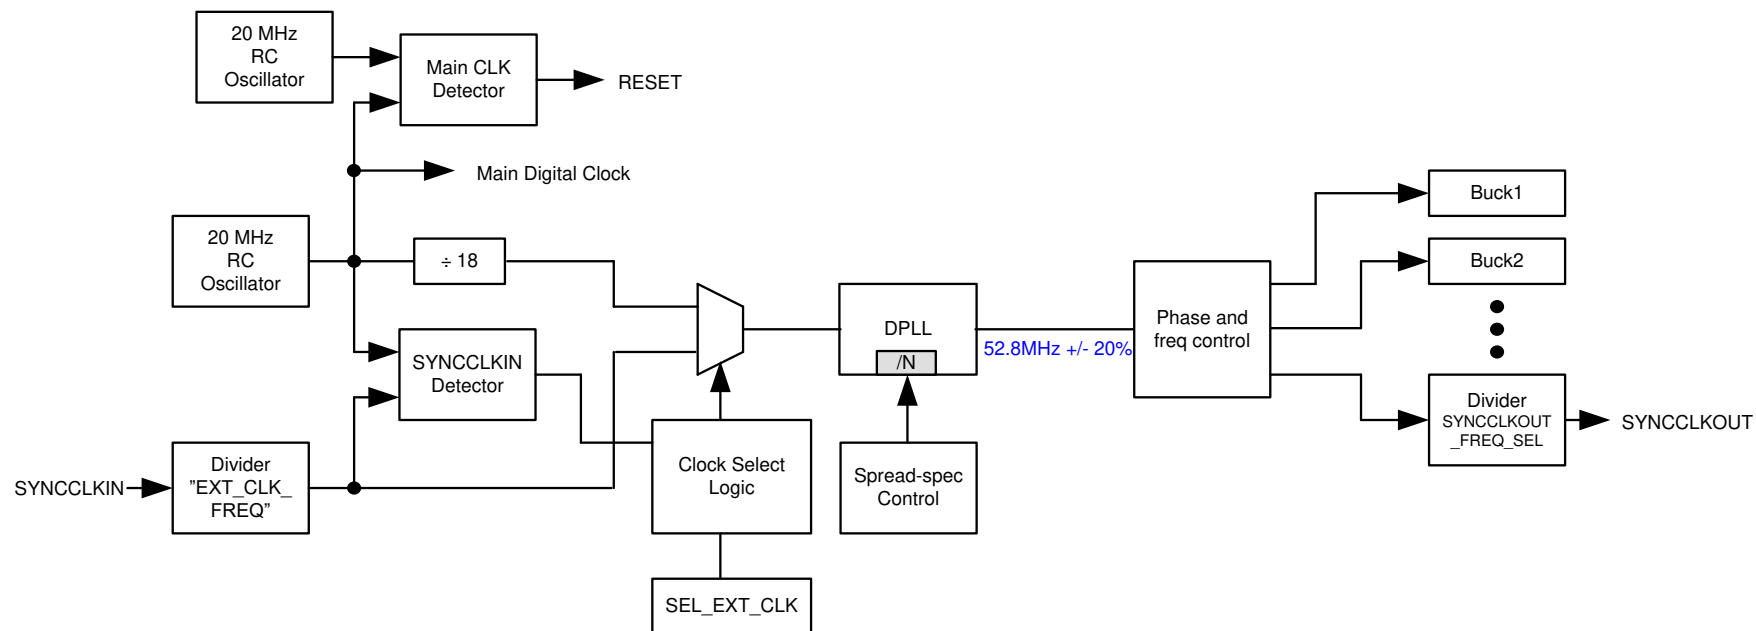 20 MHz
RC
Oscillator
Main CLK
Detector
RESET
Main Digital Clock
20 MHz
RC
Oscillator
÷ 18
SYNCCLKIN
Detector
SYNCCLKIN
Divider
"EXT_CLK_
FREQ"
Clock Select
Logic
SEL_EXT_CLK
DPLL
/N
Spread-spec
Control
52.8MHz +/- 20%
Phase and
freq control
Buck1
Buck2
Divider
SYNCCLKOUT
_FREQ_SEL
SYNCCLKOUT